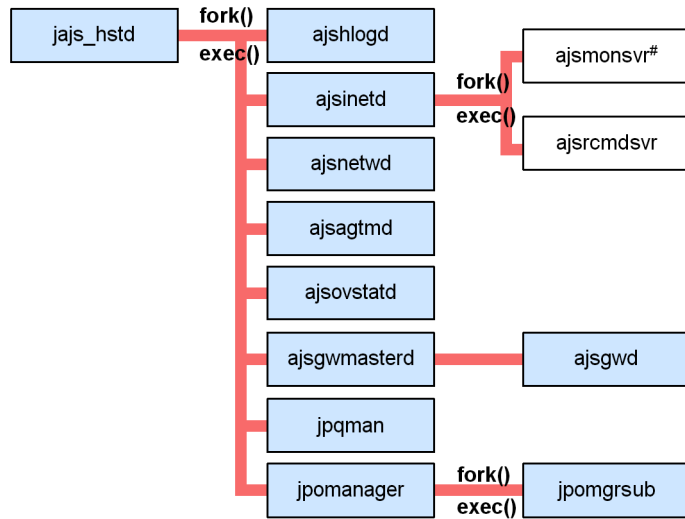 jajs_hstd
fork()
exec()
ajshlogd
ajsinetd
fork()
exec()
ajsmonsvr#
ajsrcmdsvr
ajsnetwd
ajsagtmd
ajsovstatd
ajsgwmasterd
ajsgwd
jpqman
jpomanager
fork()
exec()
jpomgrsub